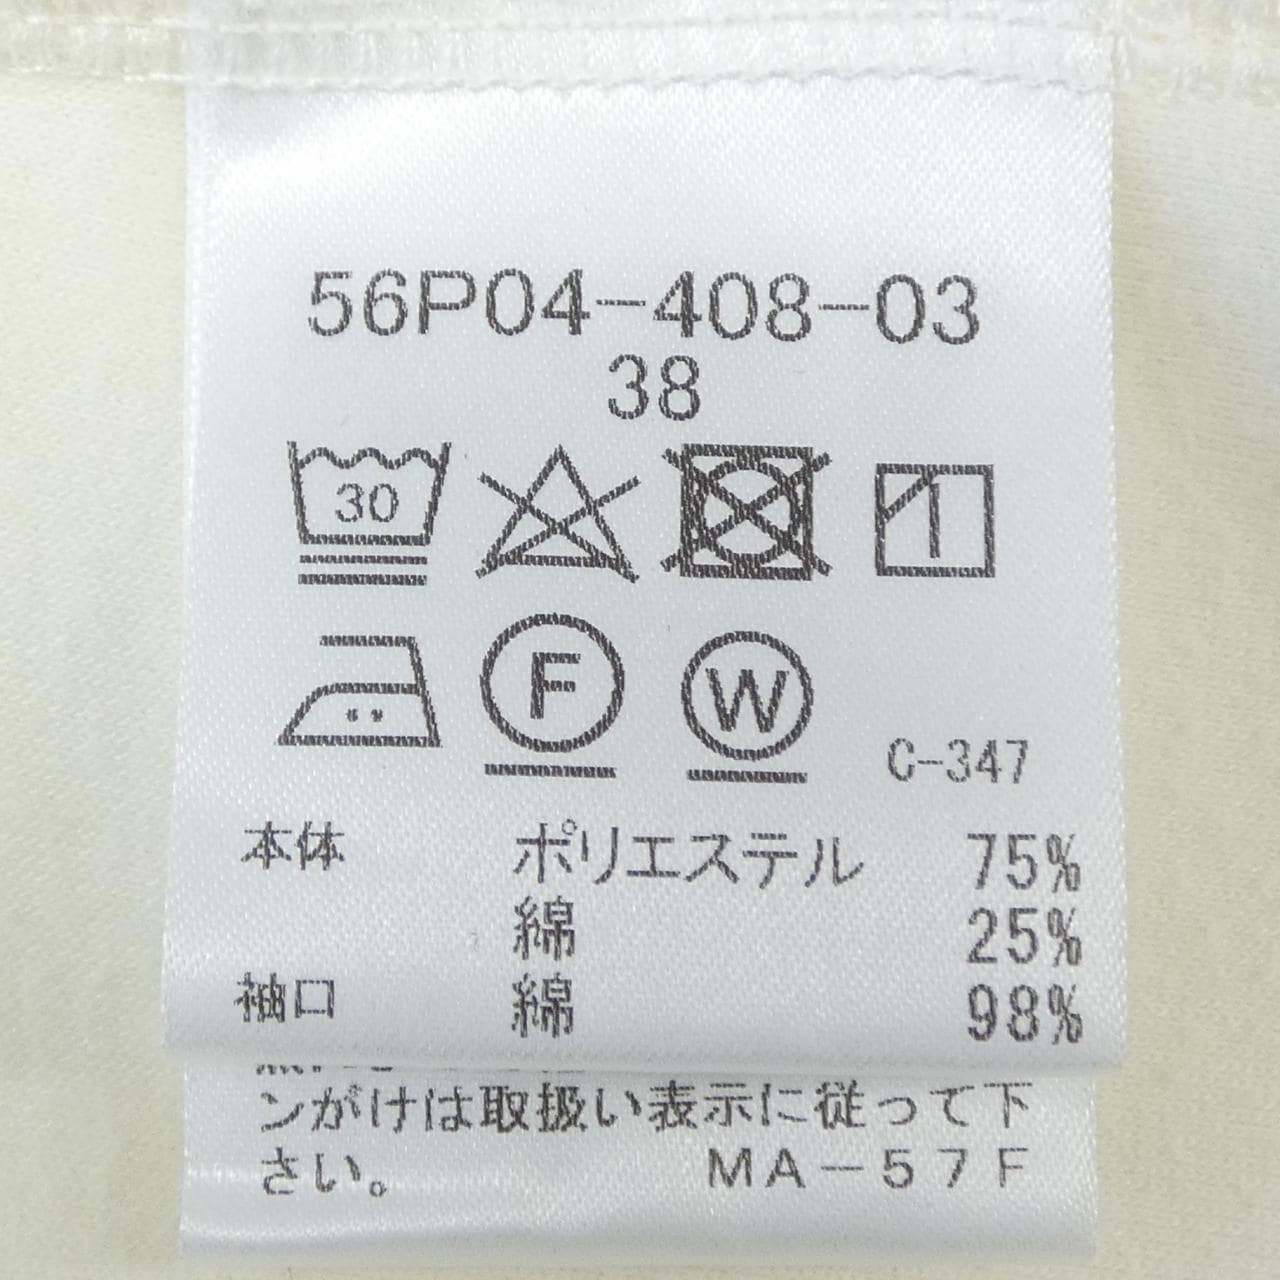 56P04-408-03
38
30
F W C-347
本体 ポリエステル 75%
綿 25%
袖口 綿 98%
ンがけは取扱い表示に従って下
さい。 MA-57F